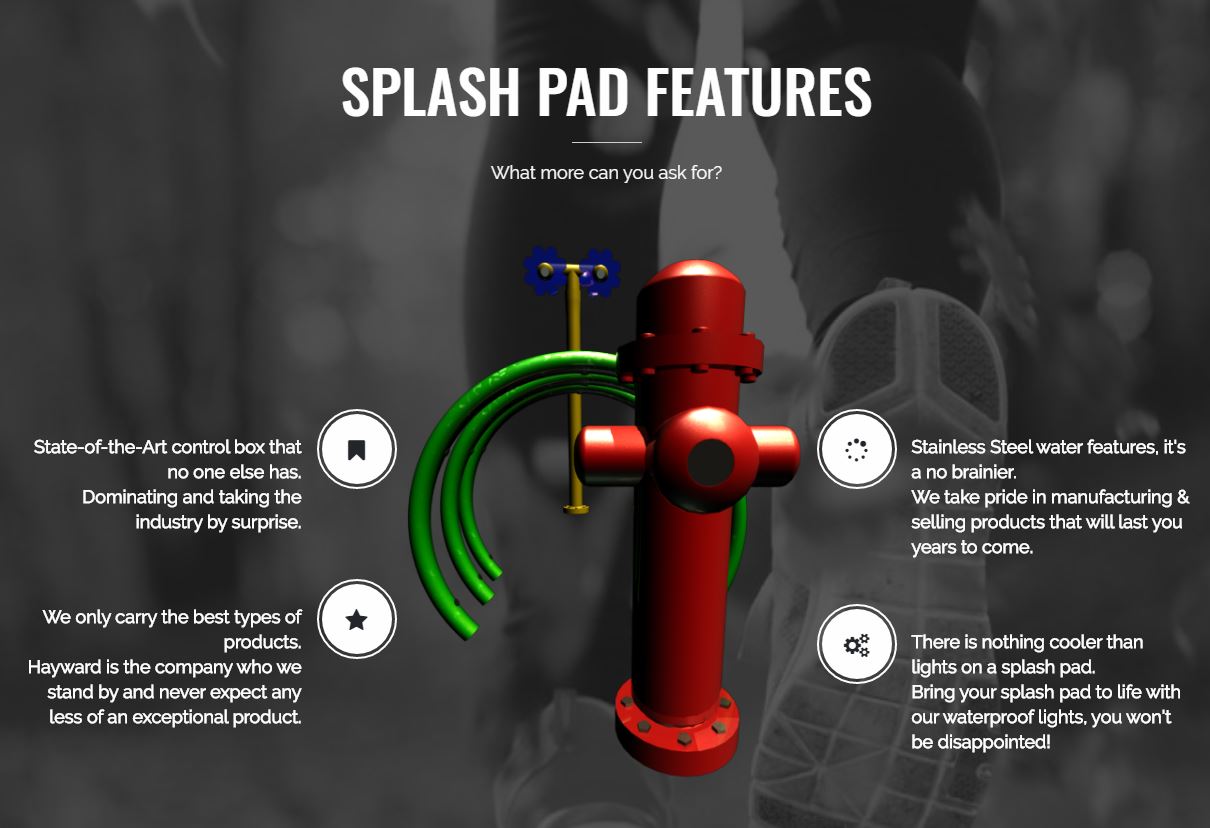 SPLASH PAD FEATURES
What more can you ask for?
State-of-the-Art control box that
no one else has.
Dominating and taking the
industry by surprise.
We only carry the best types of
products.
Hayward is the company who we
stand by and never expect any
less of an exceptional product.
Stainless Steel water features, it's
a no brainier.
We take pride in manufacturing &
selling products that will last you
years to come.
There is nothing cooler than
lights on a splash pad.
Bring your splash pad to life with
our waterproof lights, you won't
be disappointed!